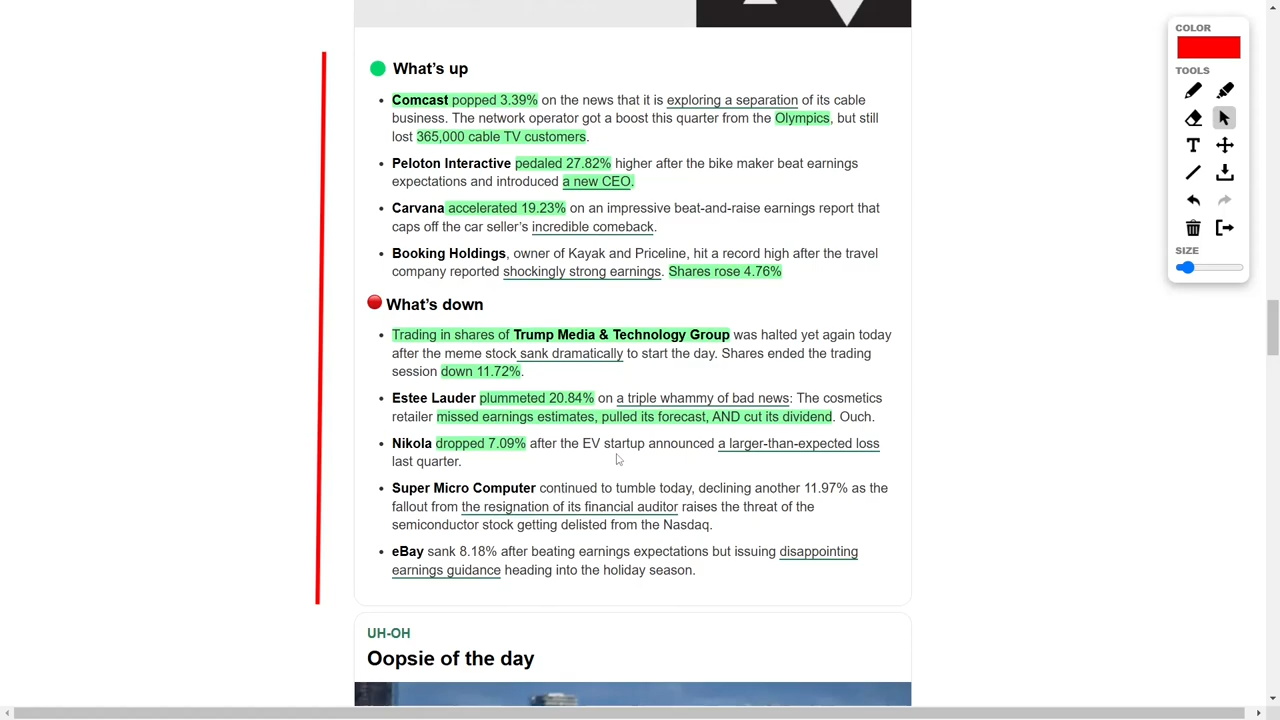 What's up
Comcast popped 3.39% on the news that it is exploring a separation of its cable
business. The network operator got a boost this quarter from the Olympics, but still
lost 365,000 cable TV customers.
Peloton Interactive pedaled 27.82% higher after the bike maker beat earnings
expectations and introduced a new CEO.
Carvana accelerated 19.23% on an impressive beat-and-raise earnings report that
caps off the car seller's incredible comeback.
Booking Holdings, owner of Kayak and Priceline, hit a record high after the travel
company reported shockingly strong earnings. Shares rose 4.76%
What's down
Trading in shares of Trump Media & Technology Group was halted yet again today
after the meme stock sank dramatically to start the day. Shares ended the trading
session down 11.72%.
Estee Lauder plummeted 20.84% on a triple whammy of bad news: The cosmetics
retailer missed earnings estimates, pulled its forecast, AND cut its dividend. Ouch.
Nikola dropped 7.09% after the EV startup announced a larger-than-expected loss
last quarter.
Super Micro Computer continued to tumble today, declining another 11.97% as the
fallout from the resignation of its financial auditor raises the threat of the
semiconductor stock getting delisted from the Nasdaq.
eBay sank 8.18% after beating earnings expectations but issuing disappointing
earnings guidance heading into the holiday season.
UH-OH
Oopsie of the day
COLOR
TOOLS
T
SIZE